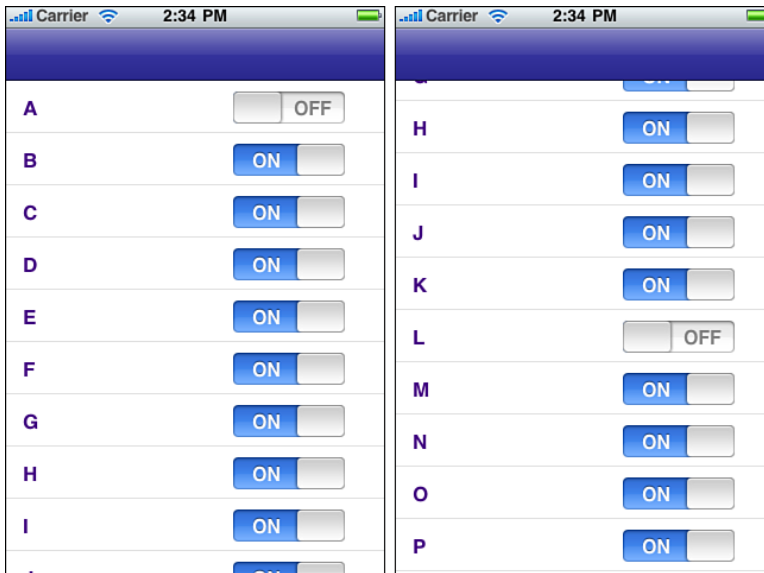 Carrier 2:34 PM
A OFF
B ON
C ON
D ON
E ON
F ON
G ON
H ON
I ON
Carrier 2:34 PM
H ON
I ON
J ON
K ON
L OFF
M ON
N ON
O ON
P ON